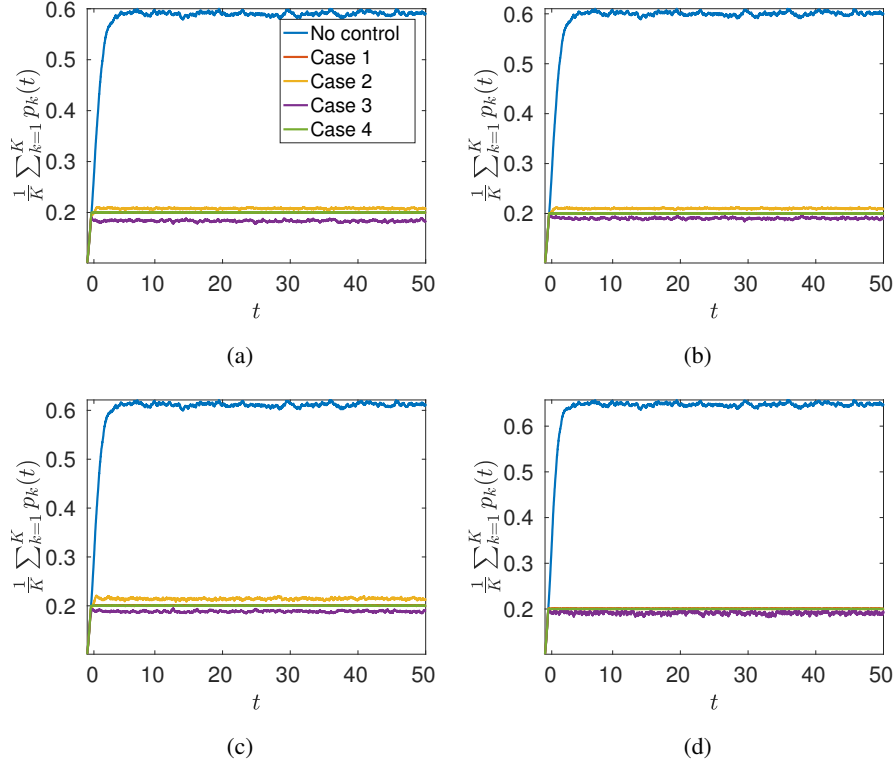 0.6
0.5
0.4
0.3
0.2
0 10 20 30 40 50
$\frac{1}{K}\sum_{k=1}^{K} p_k(t)$
t
No control
Case 1
Case 2
Case 3
Case 4
(a)
0.6
0.5
0.4
0.3
0.2
0 10 20 30 40 50
$\frac{1}{K}\sum_{k=1}^{K} p_k(t)$
t
(b)
0.6
0.5
0.4
0.3
0.2
0 10 20 30 40 50
$\frac{1}{K}\sum_{k=1}^{K} p_k(t)$
t
(c)
0.6
0.5
0.4
0.3
0.2
0 10 20 30 40 50
$\frac{1}{K}\sum_{k=1}^{K} p_k(t)$
t
(d)